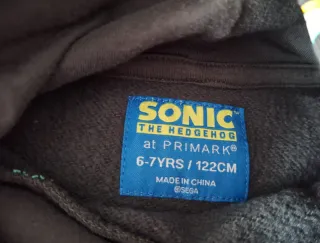 SONIC
THE HEDGEHOG
at PRIMARK®
6-7YRS / 122CM
MADE IN CHINA
©SEGA